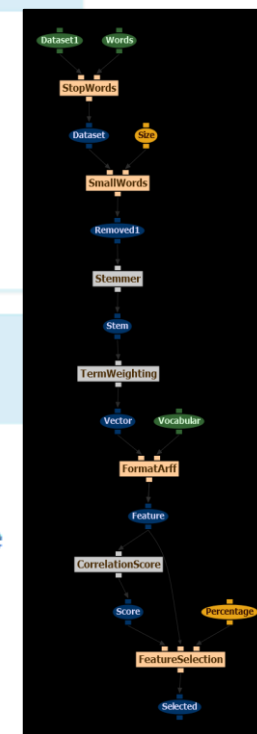 Dataset1 Words
StopWords
Dataset Size
SmallWords
Removed1
Stemmer
Stem
TermWeighting
Vector Vocabular
FormatArff
Feature
CorrelationScore
Score Percentage
FeatureSelection
Selected
e